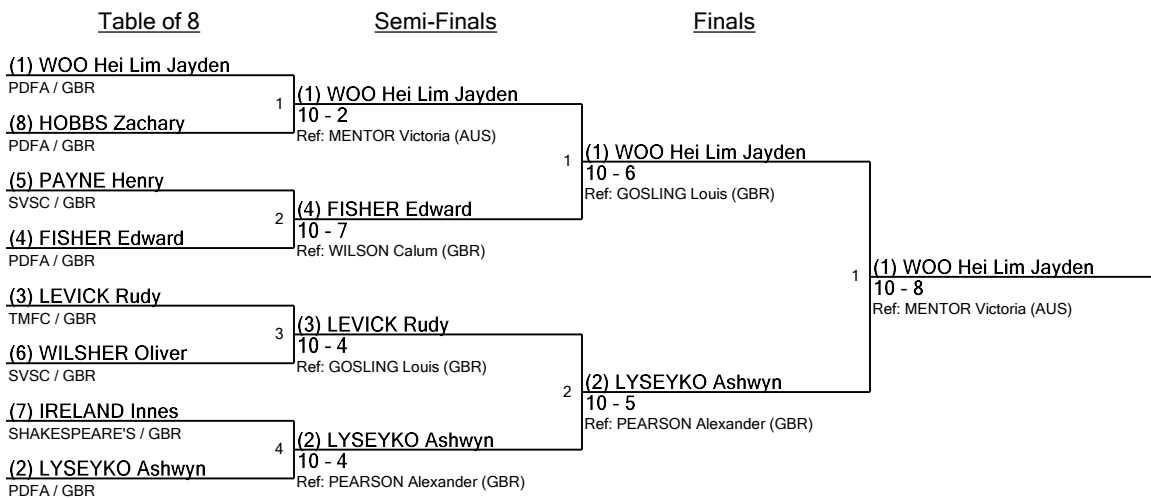 Table of 8
Semi-Finals
Finals
(1) WOO Hei Lim Jayden
PDFA / GBR
(8) HOBBS Zachary
PDFA / GBR
(5) PAYNE Henry
SVSC / GBR
(4) FISHER Edward
PDFA / GBR
(3) LEVICK Rudy
TMFC / GBR
(6) WILSHER Oliver
SVSC / GBR
(7) IRELAND Innes
SHAKESPEARE'S / GBR
(2) LYSEYKO Ashwyn
PDFA / GBR
1
(1) WOO Hei Lim Jayden
10 - 2
Ref: MENTOR Victoria (AUS)
2
(4) FISHER Edward
10 - 7
Ref: WILSON Calum (GBR)
3
(3) LEVICK Rudy
10 - 4
Ref: GOSLING Louis (GBR)
4
(2) LYSEYKO Ashwyn
10 - 4
Ref: PEARSON Alexander (GBR)
1
(1) WOO Hei Lim Jayden
10 - 6
Ref: GOSLING Louis (GBR)
2
(2) LYSEYKO Ashwyn
10 - 5
Ref: PEARSON Alexander (GBR)
1
(1) WOO Hei Lim Jayden
10 - 8
Ref: MENTOR Victoria (AUS)